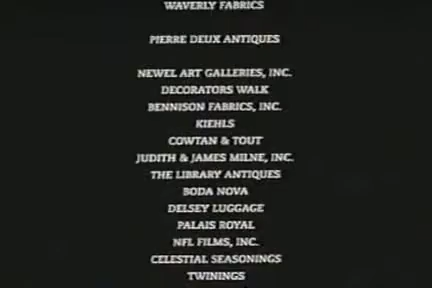 WAVERLY FABRICS
PIERRE DEUX ANTIQUES
NEWEL ART GALLERIES, INC.
DECORATORS WALK
BENNISON FABRICS, INC.
KIEHLS
COWTAN & TOUT
JUDITH & JAMES MILNE, INC.
THE LIBRARY ANTIQUES
BODA NOVA
DELSEY LUGGAGE
PALAIS ROYAL
NFL FILMS, INC.
CELESTIAL SEASONINGS
TWININGS